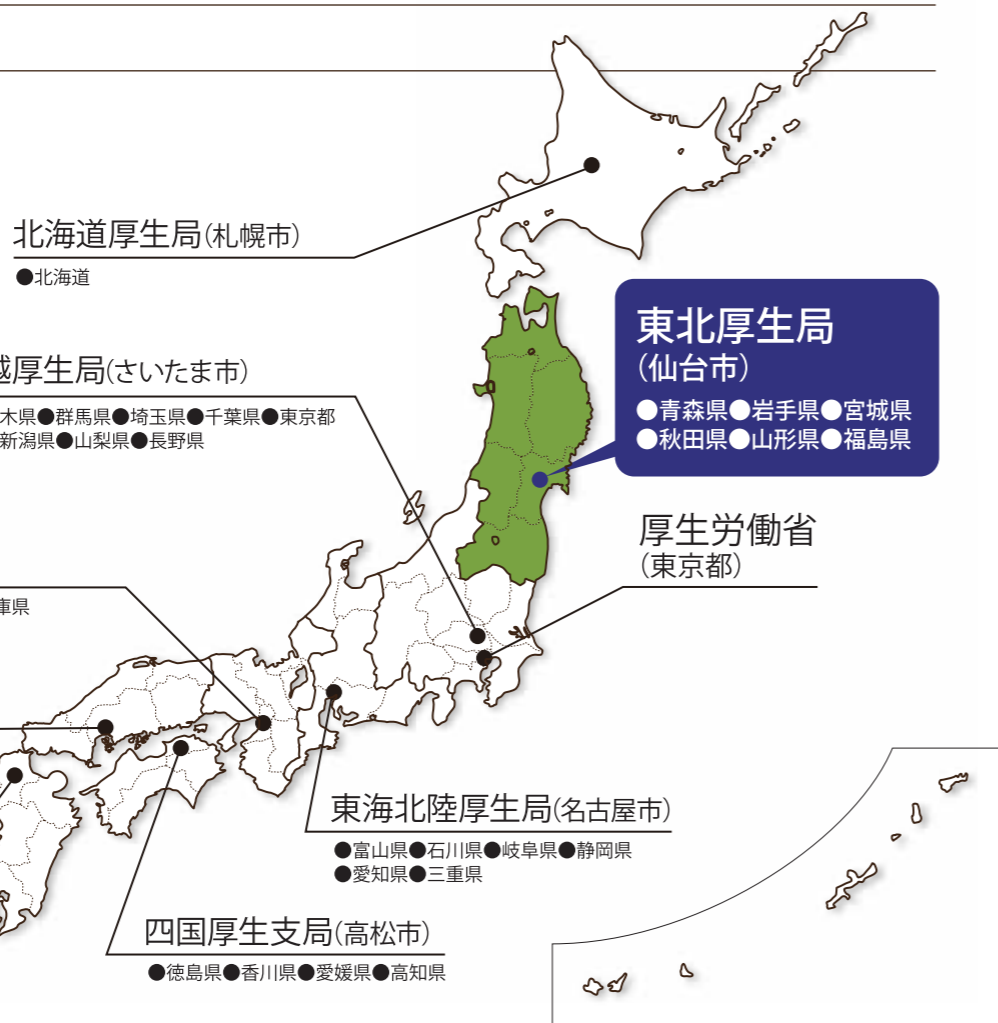 北海道厚生局(札幌市)
●北海道
東北厚生局
(仙台市)
●青森県●岩手県●宮城県
●秋田県●山形県●福島県
越厚生局(さいたま市)
木県●群馬県●埼玉県●千葉県●東京都
新潟県●山梨県●長野県
厚生労働省
(東京都)
庫県
東海北陸厚生局(名古屋市)
●富山県●石川県●岐阜県●静岡県
●愛知県●三重県
四国厚生支局(高松市)
●徳島県●香川県●愛媛県●高知県